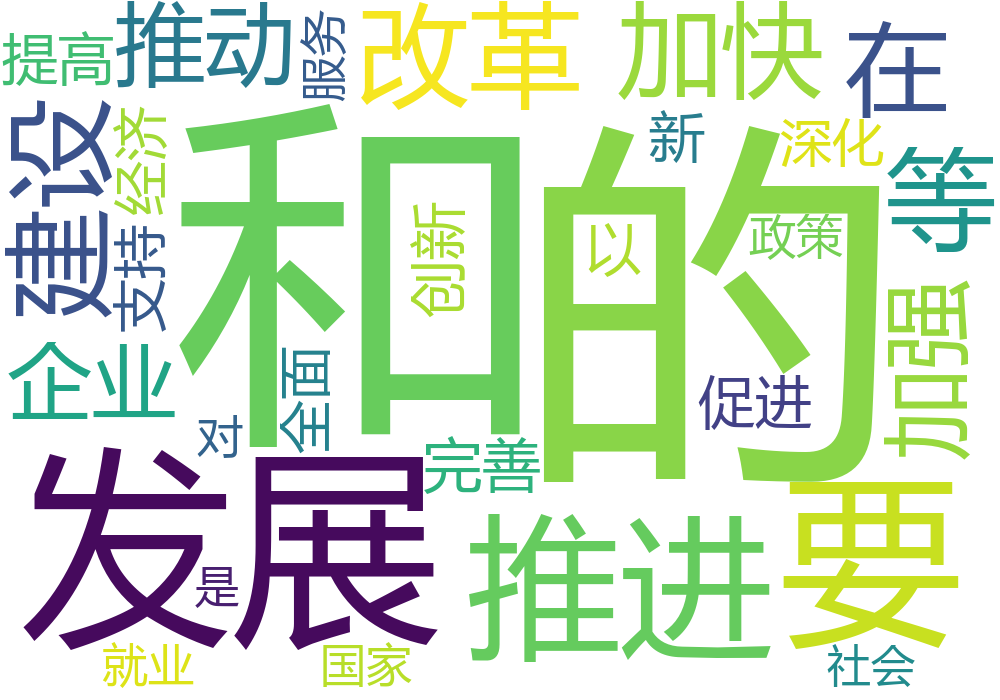 提高
推动
服务
改革
加快
在
建设
经济
支持
和
的
新
深化
等
创新
以
政策
加强
企业
全面
对
促进
完善
发展
是
推进
要
就业
国家
社会